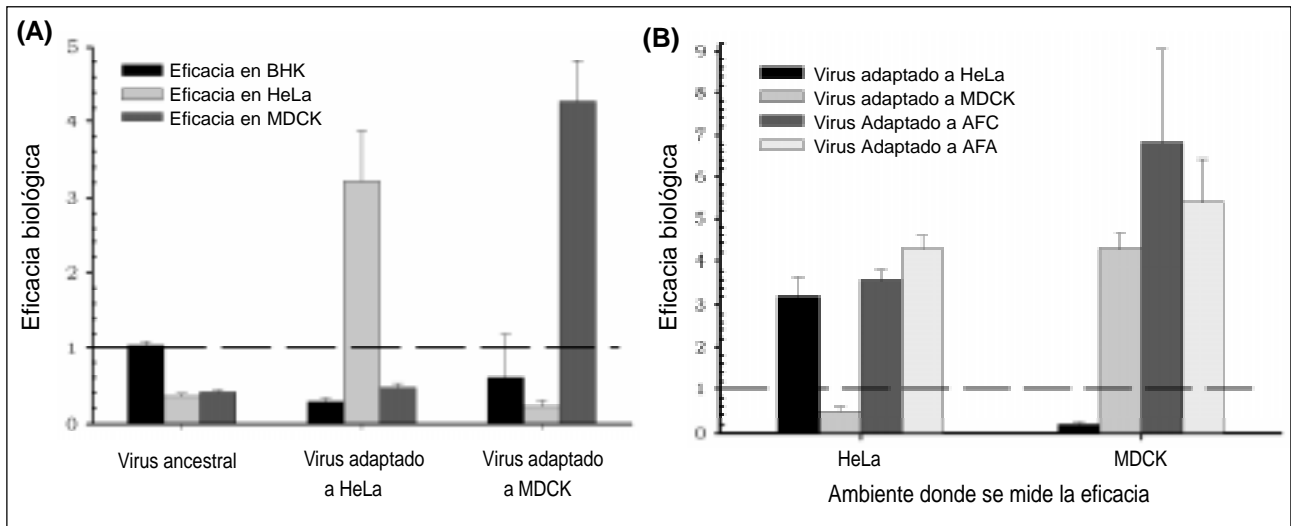 (A)
Eficacia en BHK
Eficacia en HeLa
Eficacia en MDCK
Eficacia biológica
5
4
3
2
1
0
Virus ancestral
Virus adaptado
a HeLa
Virus adaptado
a MDCK
(B)
Virus adaptado a HeLa
Virus adaptado a MDCK
Virus Adaptado a AFC
Virus Adaptado a AFA
Eficacia biológica
9
8
7
6
5
4
3
2
1
0
HeLa
MDCK
Ambiente donde se mide la eficacia